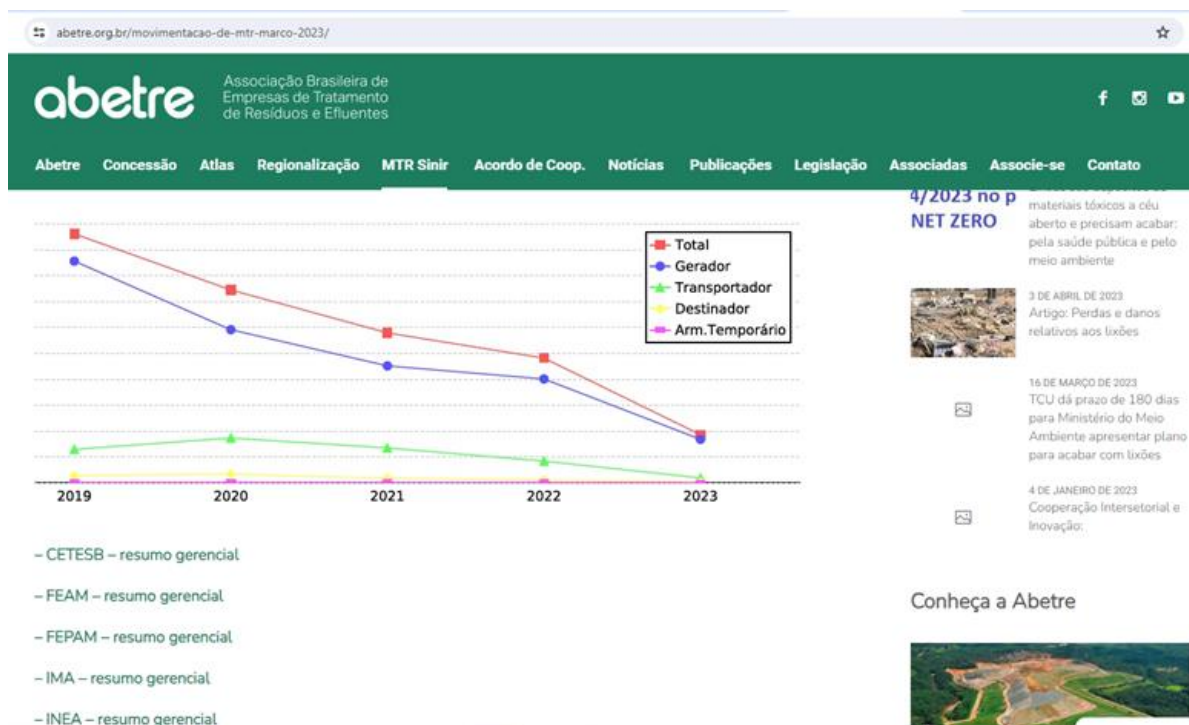 abetre.org.br/movimentacao-de-mtr-marco-2023/
abetre
Associação Brasileira de
Empresas de Tratamento
de Resíduos e Efluentes
Abetre Concessão Atlas Regionalização MTR Sinir Acordo de Coop. Notícias Publicações Legislação Associadas Associe-se Contato
Total
Gerador
Transportador
Destinador
Arm.Temporário
2019 2020 2021 2022 2023
– CETESB – resumo gerencial
– FEAM – resumo gerencial
– FEPAM – resumo gerencial
– IMA – resumo gerencial
– INEA – resumo gerencial
4/2023 no p
NET ZERO
materiais tóxicos a céu
aberto e precisam acabar:
pela saúde pública e pelo
meio ambiente
3 DE ABRIL DE 2023
Artigo: Perdas e danos
relativos aos lixões
16 DE MARÇO DE 2023
TCU dá prazo de 180 dias
para Ministério do Meio
Ambiente apresentar plano
para acabar com lixões
4 DE JANEIRO DE 2023
Cooperação Intersetorial e
Inovação:
Conheça a Abetre